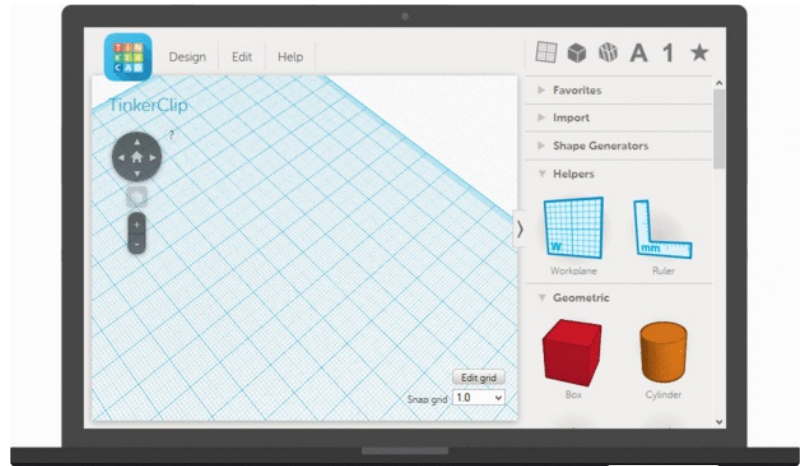 TIN
KER
CAD
Design Edit Help
A 1
TinkerClip
?
+
-
Edit grid
Snap grid 1.0
Favorites
Import
Shape Generators
Helpers
W
mm
Workplane Ruler
Geometric
Box Cylinder